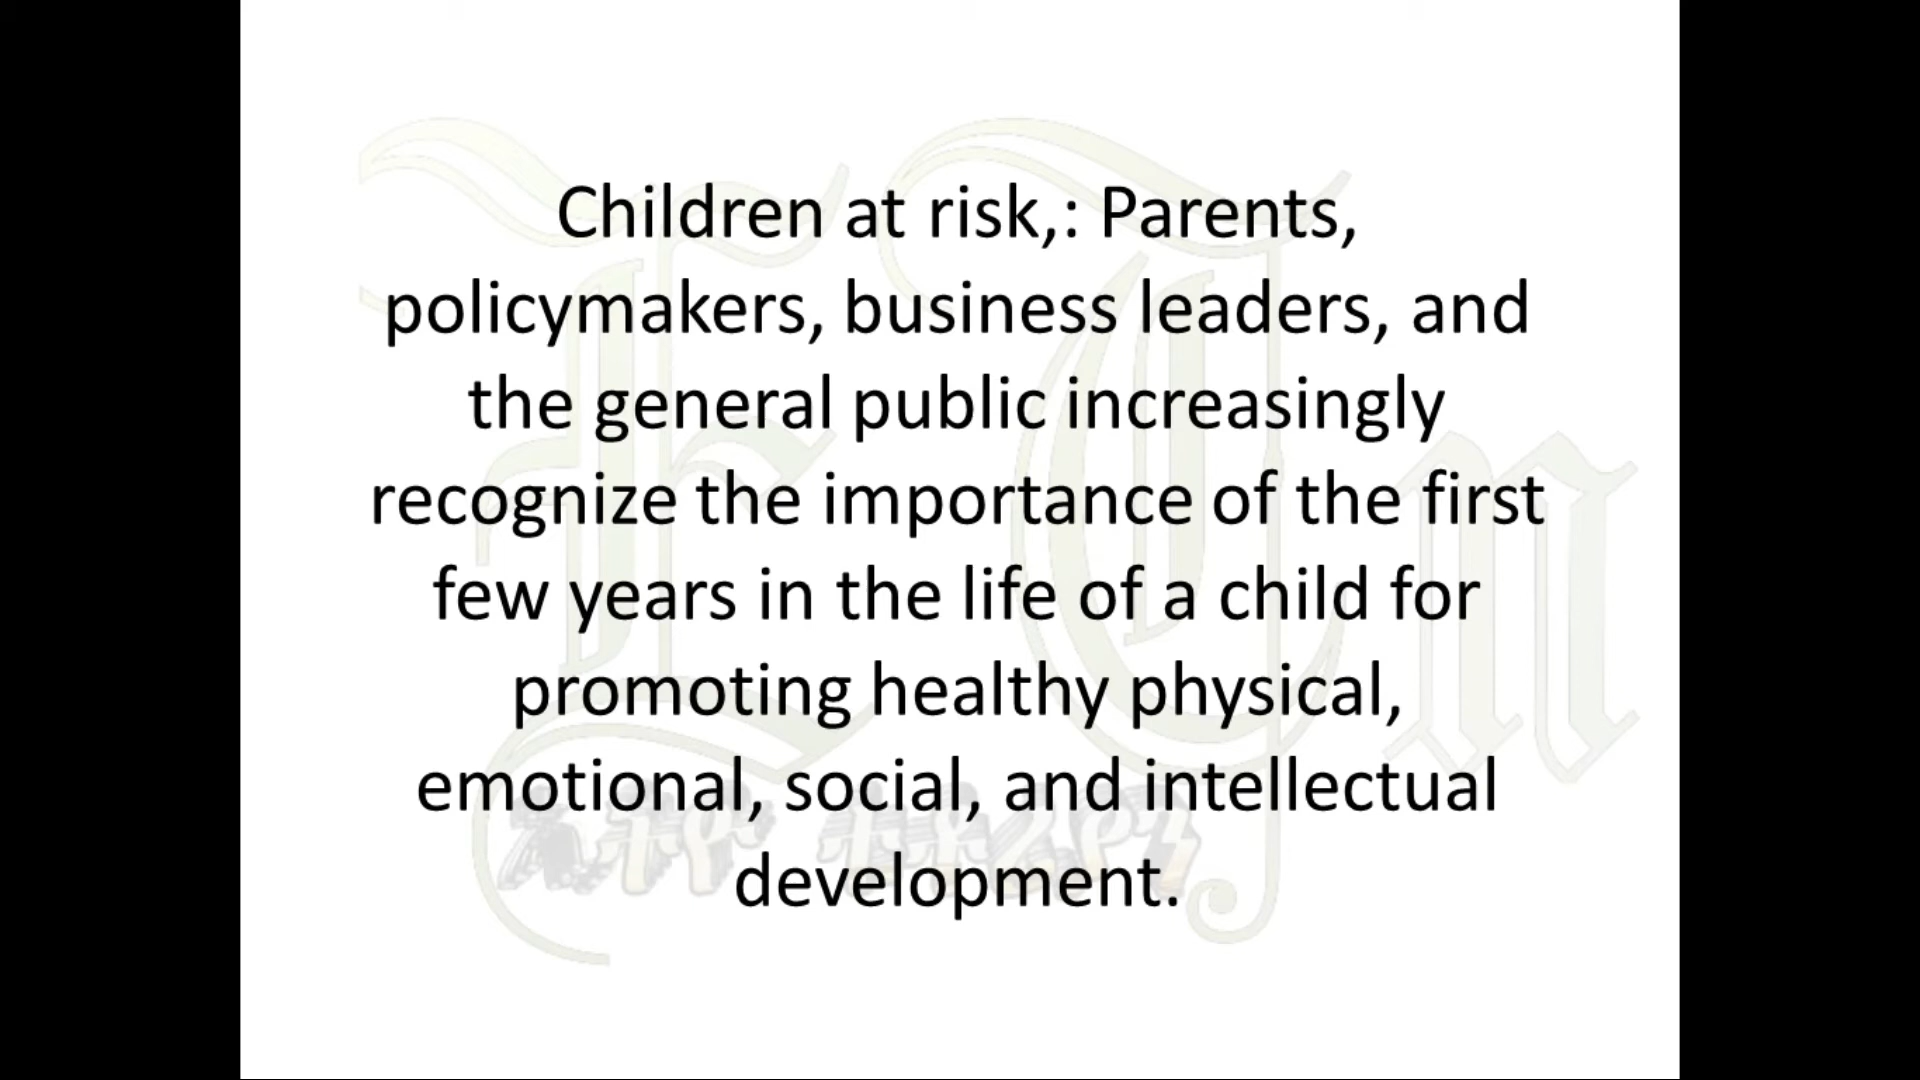 Children at risk,: Parents,
policymakers, business leaders, and
the general public increasingly
recognize the importance of the first
few years in the life of a child for
promoting healthy physical,
emotional, social, and intellectual
development.